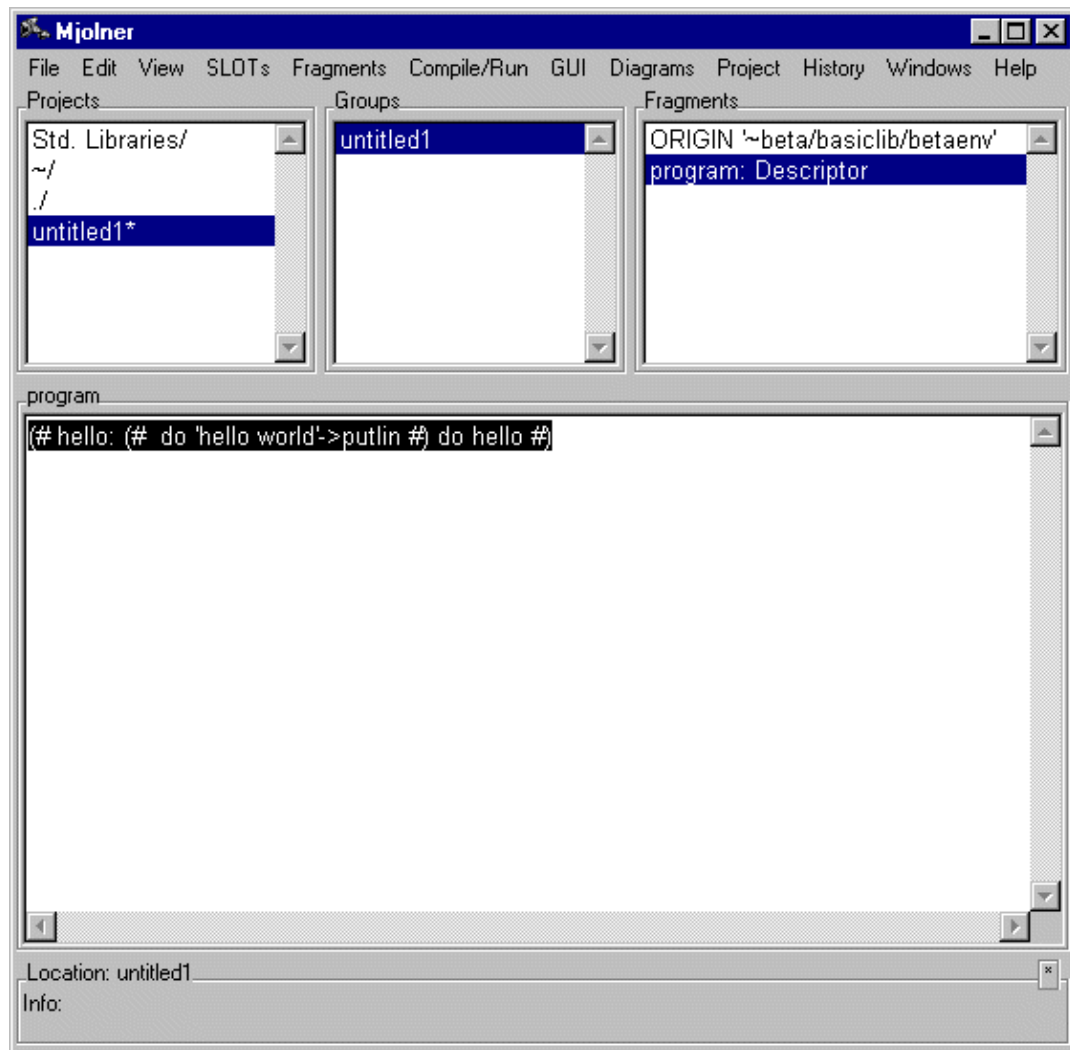 Mjolner
File Edit View SLOTs Fragments Compile/Run GUI Diagrams Project History Windows Help
Projects
Std. Libraries/
~/
./
untitled1*
Groups
untitled1
Fragments
ORIGIN '~beta/basiclib/betaenv'
program: Descriptor
program
(# hello: (# do 'hello world'->putlin #) do hello #)
Location: untitled1
Info: